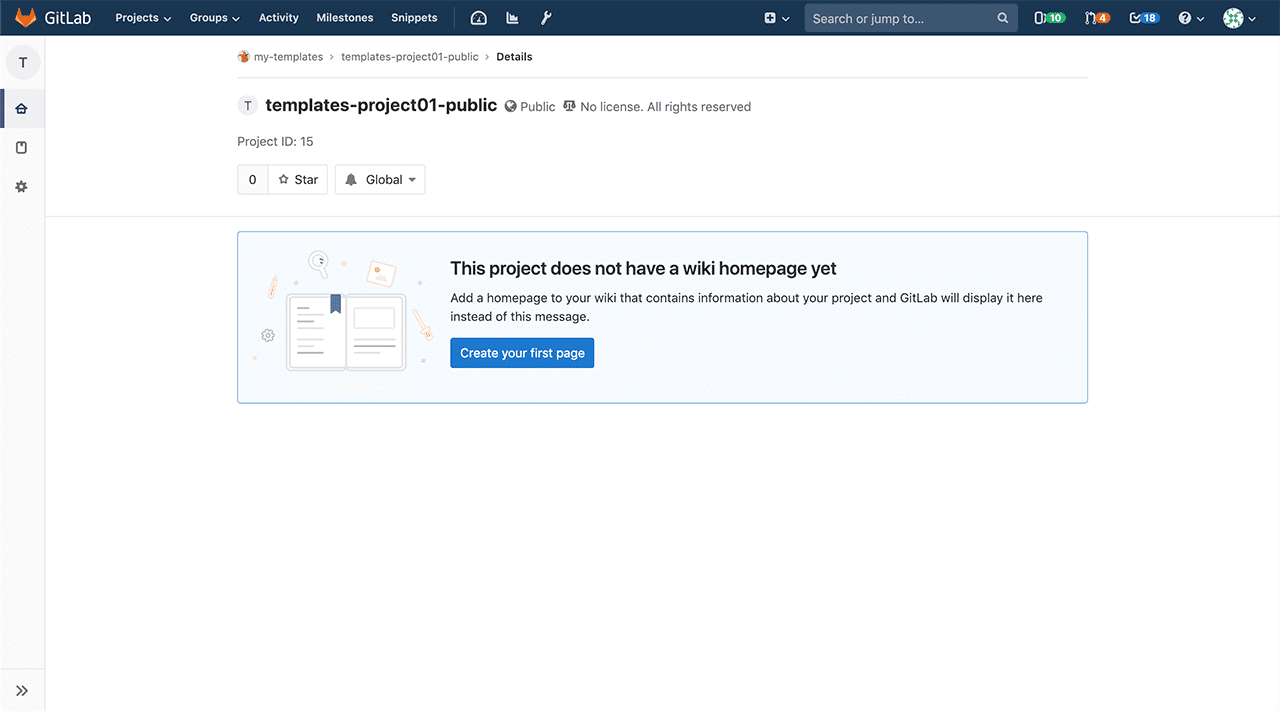 GitLab Projects Groups Activity Milestones Snippets Search or jump to... 10 4 18
T
my-templates › templates-project01-public › Details
T templates-project01-public Public No license. All rights reserved
Project ID: 15
0 Star Global
This project does not have a wiki homepage yet
Add a homepage to your wiki that contains information about your project and GitLab will display it here
instead of this message.
Create your first page